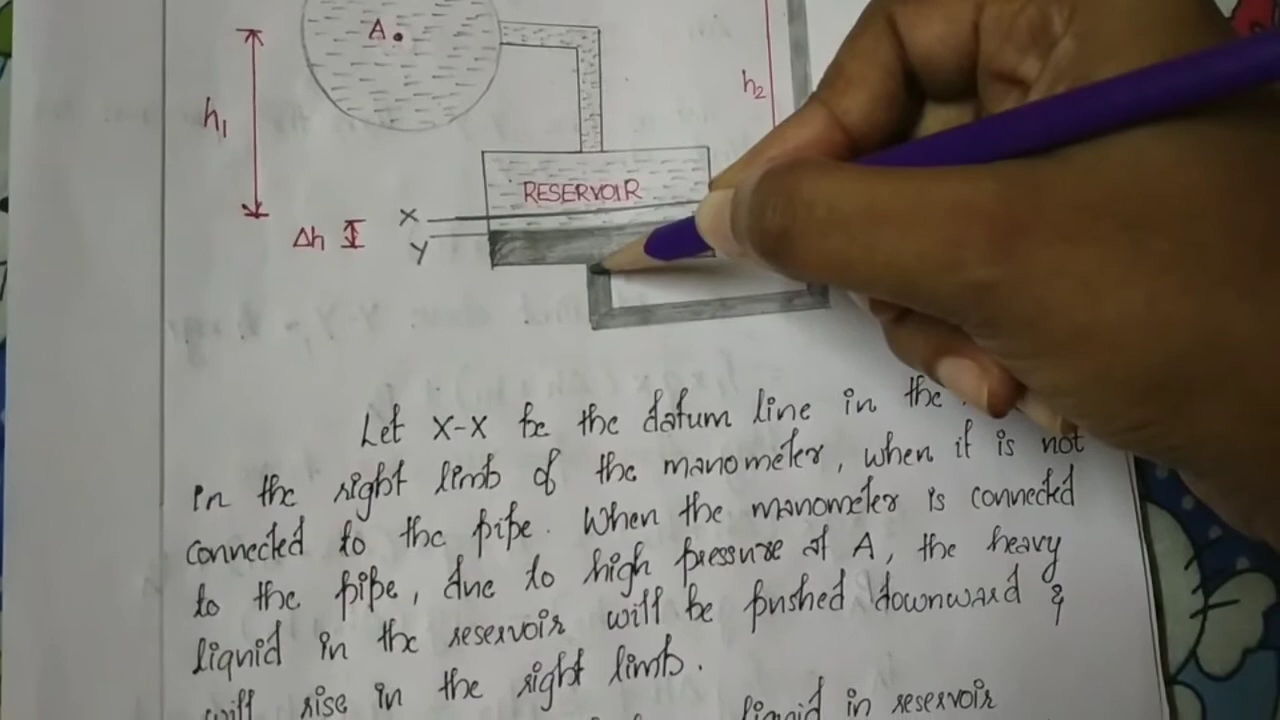 A.
h1
h2
RESERVOIR
X
Δh
Y
Let X-X be the datum line in the
in the right limb of the manometer, when it is not
connected to the pipe. When the manometer is connected
to the pipe, due to high pressure at A, the heavy
liquid in the reservoir will be pushed downward &
will rise in the right limb.
liquid in reservoir